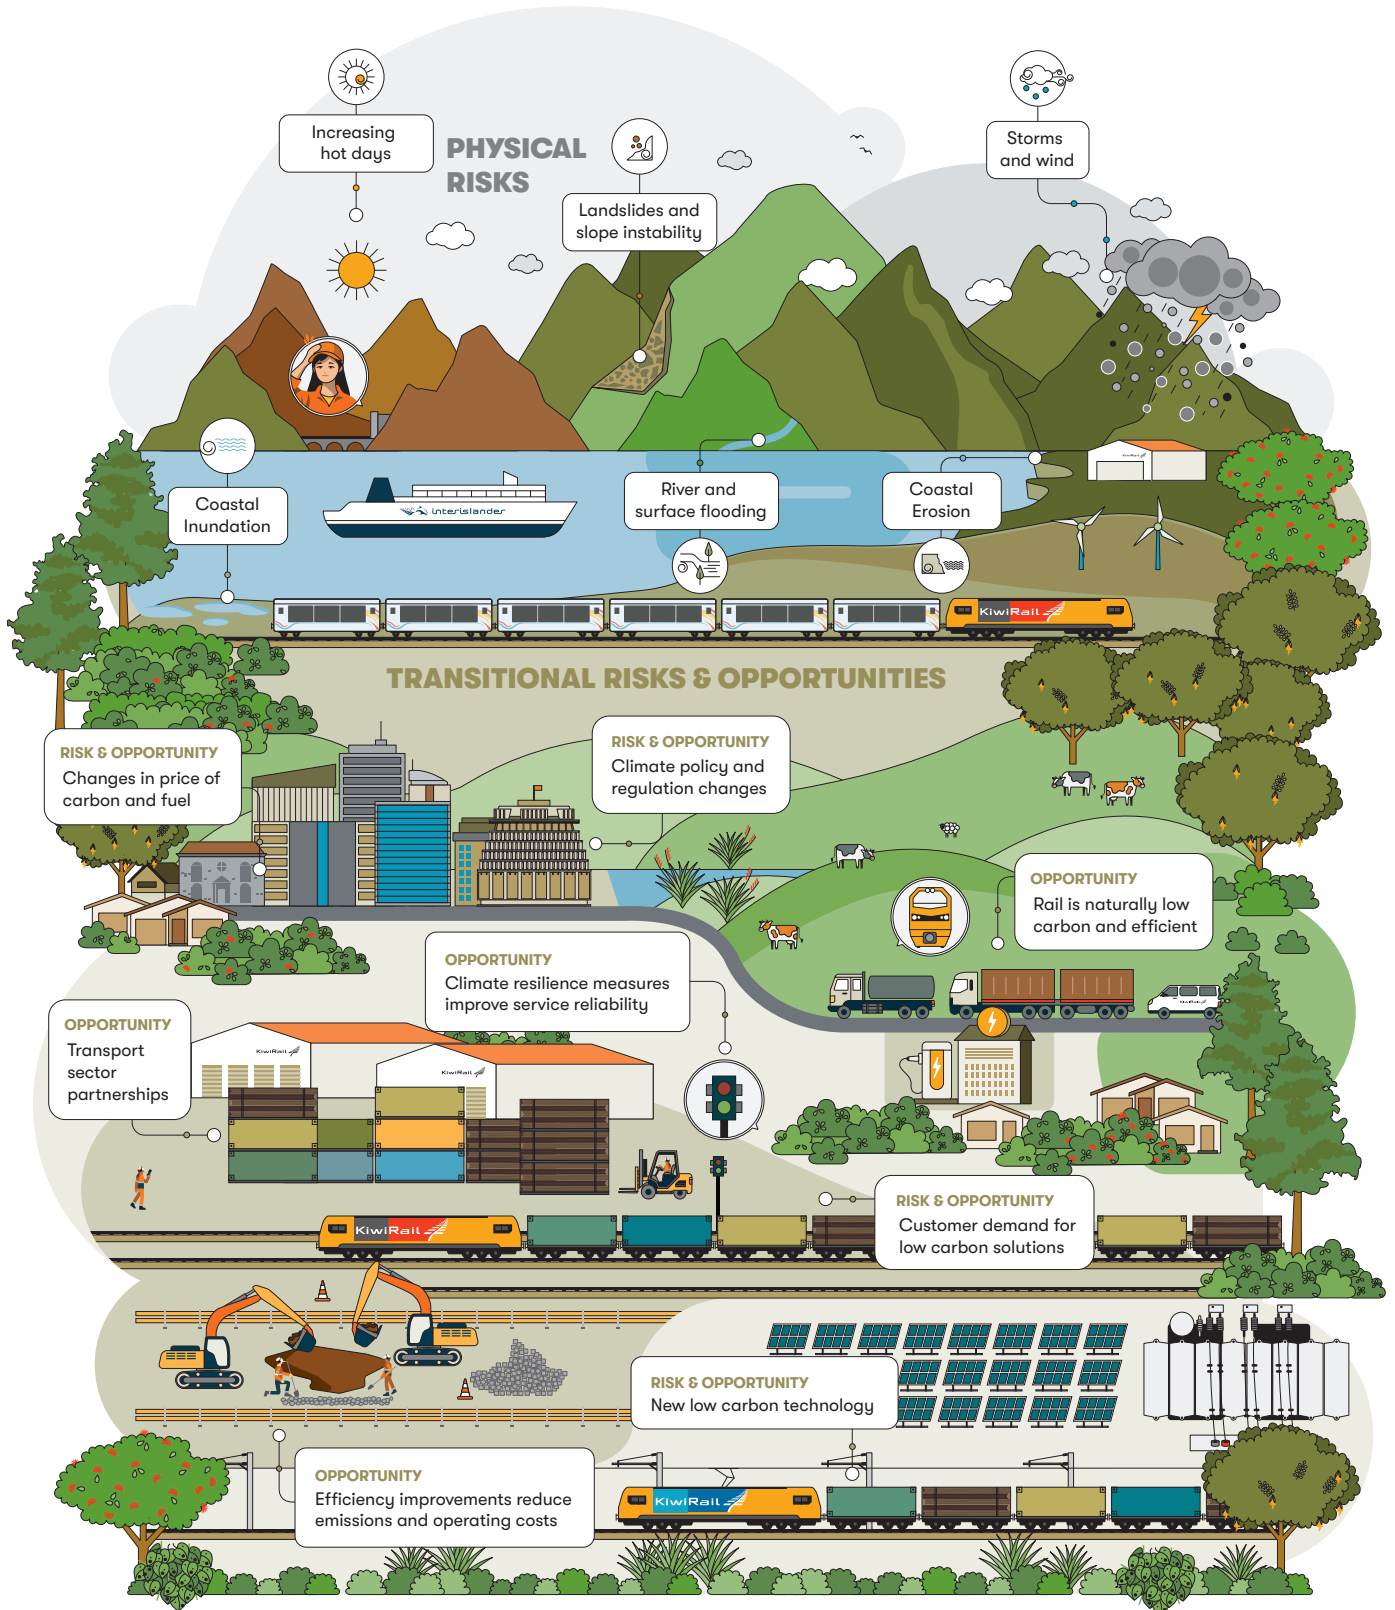 Increasing
hot days
PHYSICAL
RISKS
Storms
and wind
Landslides and
slope instability
Coastal
Inundation
interislander
River and
surface flooding
Coastal
Erosion
KiwiRail
KiwiRail
TRANSITIONAL RISKS & OPPORTUNITIES
RISK & OPPORTUNITY
Changes in price of
carbon and fuel
RISK & OPPORTUNITY
Climate policy and
regulation changes
OPPORTUNITY
Rail is naturally low
carbon and efficient
OPPORTUNITY
Climate resilience measures
improve service reliability
KiwiRail
OPPORTUNITY
Transport
sector
partnerships
KiwiRail
KiwiRail
RISK & OPPORTUNITY
Customer demand for
low carbon solutions
KiwiRail
RISK & OPPORTUNITY
New low carbon technology
OPPORTUNITY
Efficiency improvements reduce
emissions and operating costs
KiwiRail